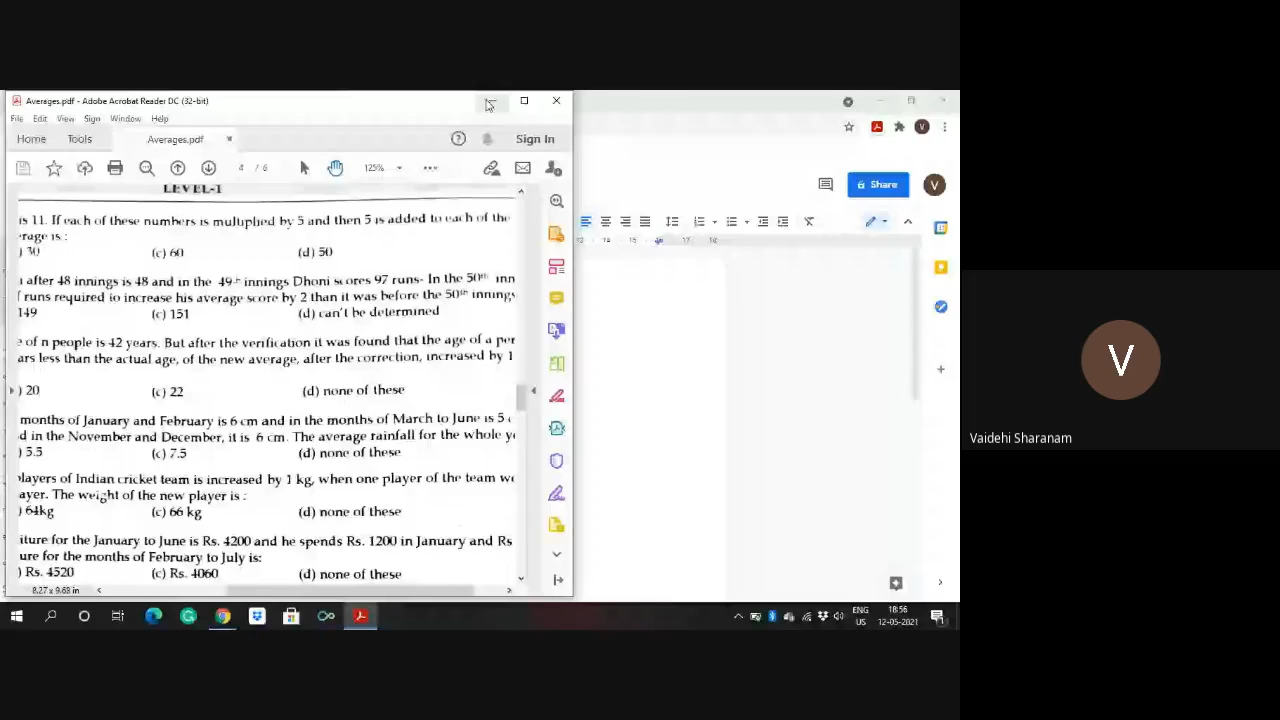 Averages.pdf - Adobe Acrobat Reader DC (32-bit)
File Edit View Sign Window Help
Home Tools Averages.pdf Sign In
4 / 6 125%
Share V
LEVEL-1
is 11. If each of these numbers is multiplied by 5 and then 5 is added to each of the
erage is :
) 30 (c) 60 (d) 50
after 48 innings is 48 and in the 49th innings Dhoni scores 97 runs- In the 50th inn
runs required to increase his average score by 2 than it was before the 50th innings
149 (c) 151 (d) can't be determined
e of n people is 42 years. But after the verification it was found that the age of a per
ars less than the actual age, of the new average, after the correction, increased by 1
) 20 (c) 22 (d) none of these
months of January and February is 6 cm and in the months of March to June is 5
d in the November and December, it is 6 cm. The average rainfall for the whole y
) 5.5 (c) 7.5 (d) none of these
players of Indian cricket team is increased by 1 kg, when one player of the team we
ayer. The weight of the new player is :
) 64kg (c) 66 kg (d) none of these
iture for the January to June is Rs. 4200 and he spends Rs. 1200 in January and Rs
ure for the months of February to July is:
) Rs. 4520 (c) Rs. 4060 (d) none of these
8.27 x 9.68 in
14 15 16 17 18
V
Vaidehi Sharanam
ENG
US
18:56
12-05-2021